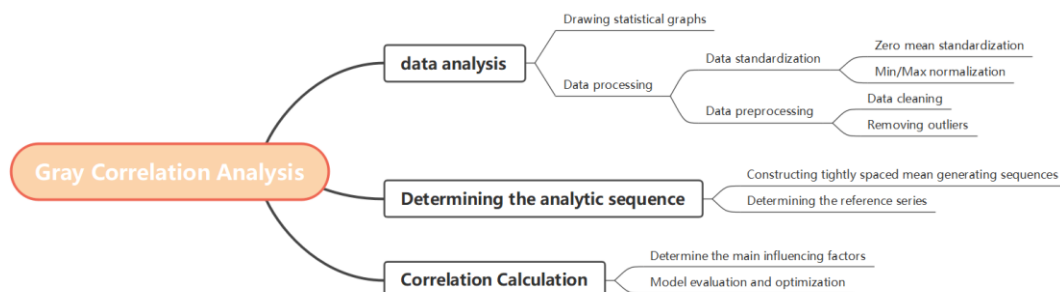 Gray Correlation Analysis
data analysis
Drawing statistical graphs
Data processing
Data standardization
Zero mean standardization
Min/Max normalization
Data preprocessing
Data cleaning
Removing outliers
Determining the analytic sequence
Constructing tightly spaced mean generating sequences
Determining the reference series
Correlation Calculation
Determine the main influencing factors
Model evaluation and optimization